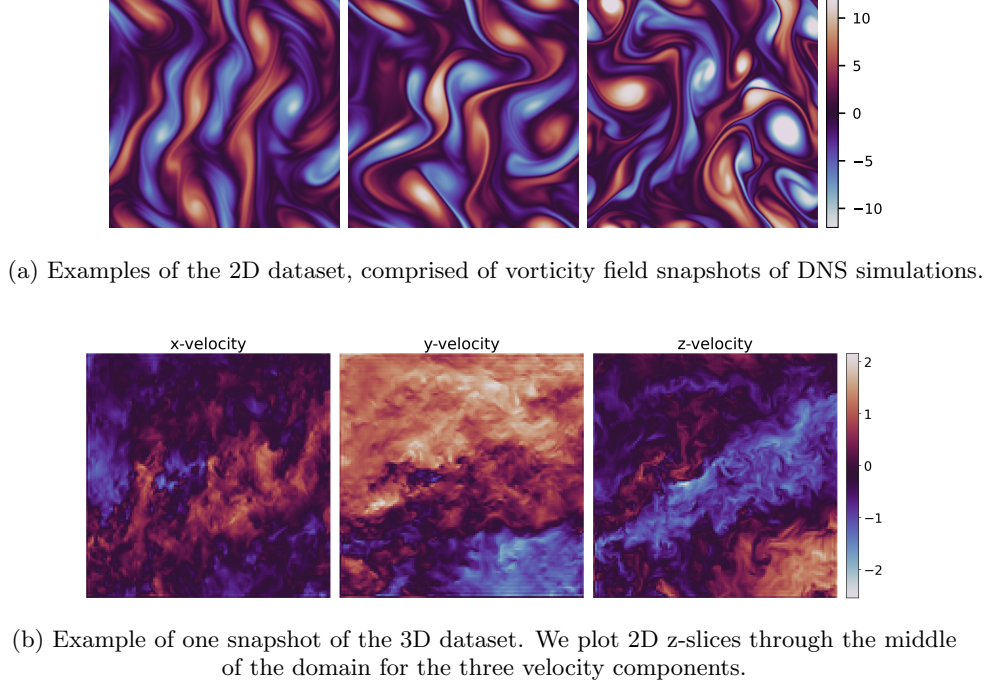 10
5
0
−5
−10
(a) Examples of the 2D dataset, comprised of vorticity field snapshots of DNS simulations.
x-velocity y-velocity z-velocity
2
1
0
−1
−2
(b) Example of one snapshot of the 3D dataset. We plot 2D z-slices through the middle
of the domain for the three velocity components.